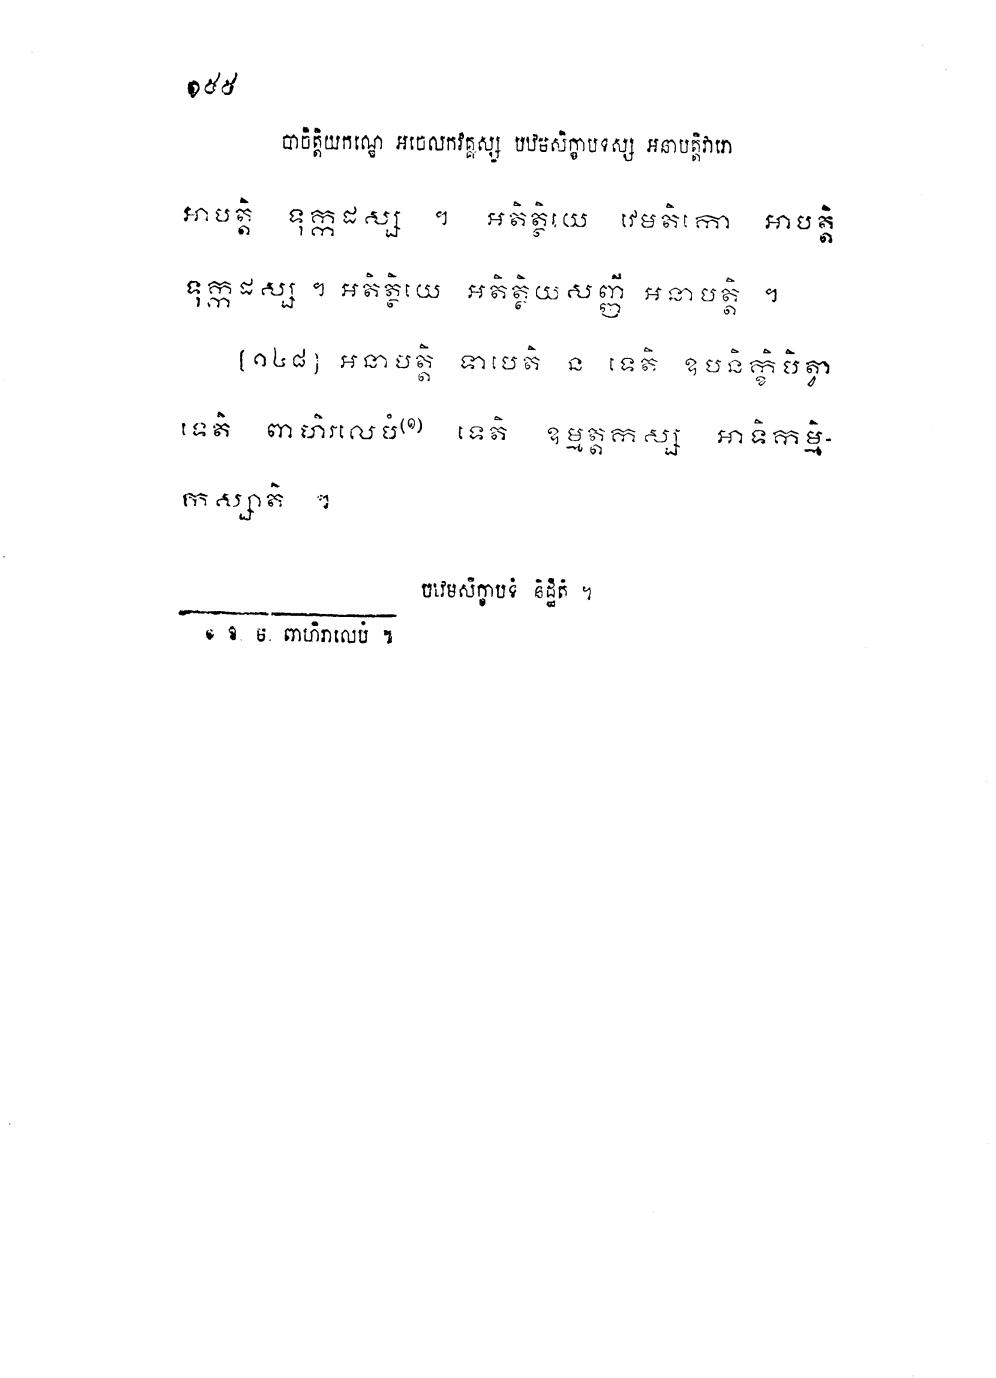 ១៥៥
បាចិត្តិយកណ្ឌេ អចេលកវគ្គស្ស បឋមសិក្ខាបទស្ស អនាបត្តិវារោ
អាបត្តិ ទុក្កដស្ស ។ អតិត្ថិយេ វេមតិកោ អាបត្តិ
ទុក្កដស្ស ។ អតិត្ថិយេ អតិត្ថិយសញ្ញី អនាបត្តិ ។
[១៤៨] អនាបត្តិ ទាបេតិ ន ទេតិ ឧបនិក្ខិបិត្វា
ទេតិ ពាហិរលេបំ(១) ទេតិ ឧម្មត្តកស្ស អាទិកម្មិ-
កស្សាតិ ។
បឋមសិក្ខាបទំ និដ្ឋិតំ ។
១ ឱ. ម. ពាហិរាលេបំ ។